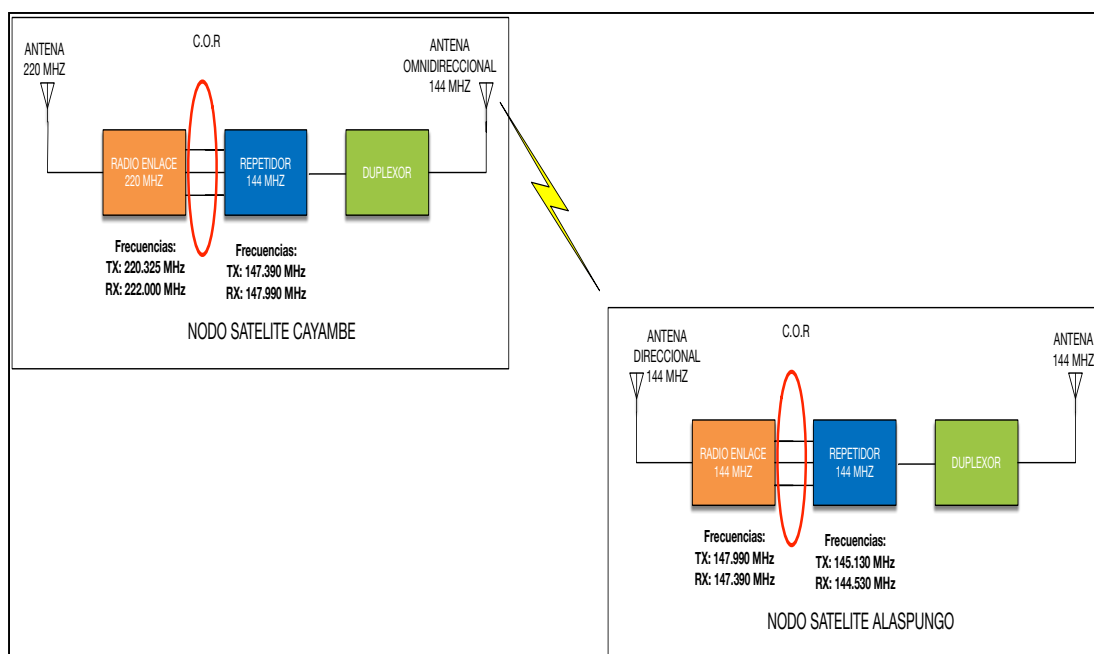 ANTENA
220 MHZ
C.O.R
ANTENA
OMNIDIRECCIONAL
144 MHZ
RADIO ENLACE
220 MHZ
REPETIDOR
144 MHZ
DUPLEXOR
Frecuencias:
TX: 220.325 MHz
RX: 222.000 MHz
Frecuencias:
TX: 147.390 MHz
RX: 147.990 MHz
NODO SATELITE CAYAMBE
ANTENA
DIRECCIONAL
144 MHZ
C.O.R
ANTENA
144 MHZ
RADIO ENLACE
144 MHZ
REPETIDOR
144 MHZ
DUPLEXOR
Frecuencias:
TX: 147.990 MHz
RX: 147.390 MHz
Frecuencias:
TX: 145.130 MHz
RX: 144.530 MHz
NODO SATELITE ALASPUNGO